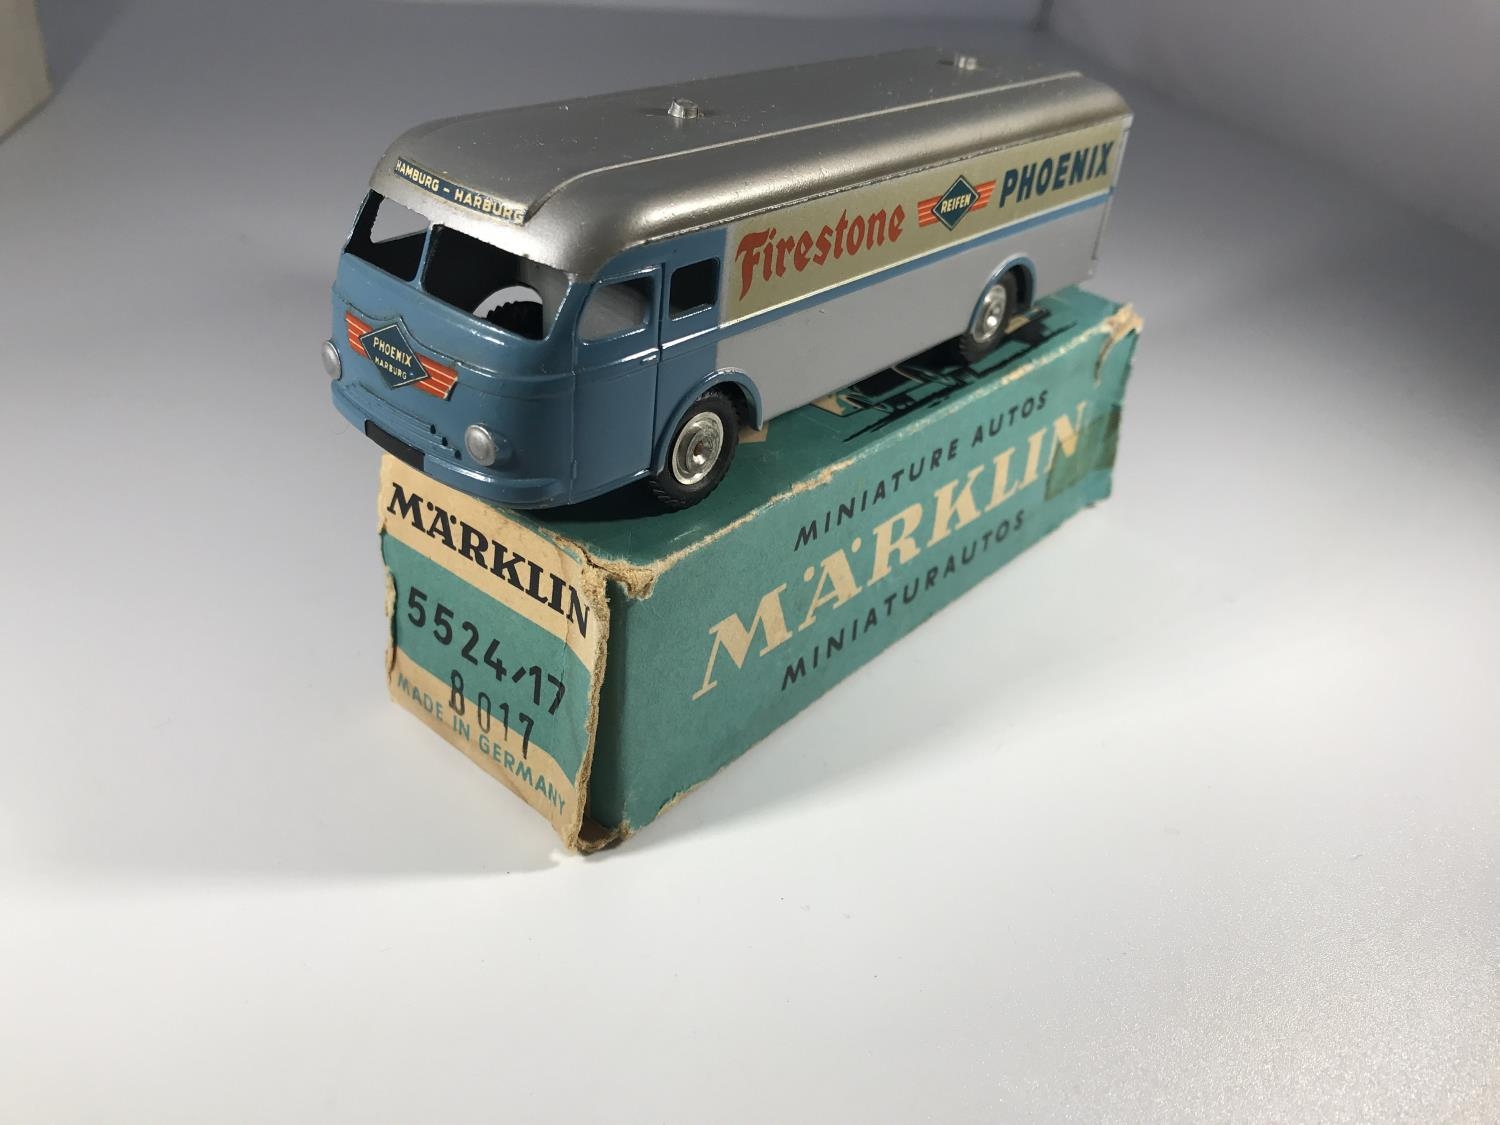 HAMBURG - HARBURG
Firestone REIFEN PHOENIX
PHOENIX
HARBURG
MÄRKLIN
5524/17
8017
MADE IN GERMANY
MINIATURE AUTOS
MÄRKLIN
MINIATURAUTOS